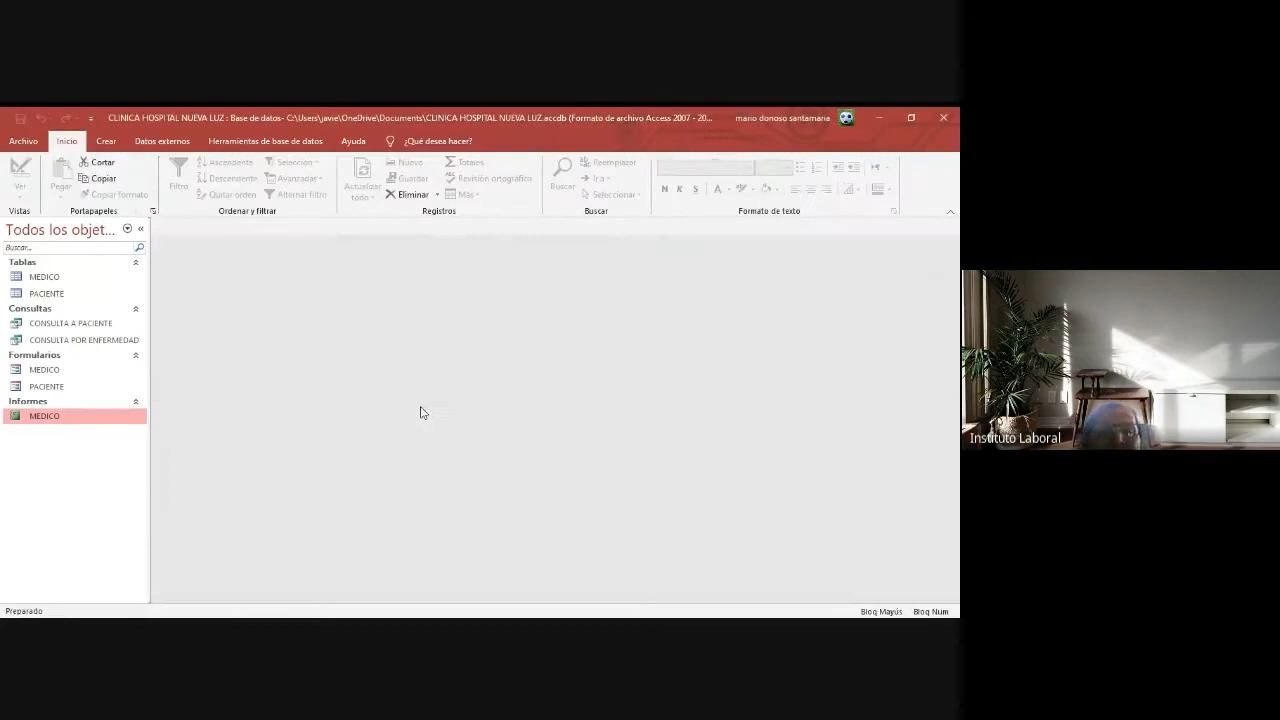 CLINICA HOSPITAL NUEVA LUZ : Base de datos- C:\Users\javie\OneDrive\Documents\CLINICA HOSPITAL NUEVA LUZ.accdb (Formato de archivo Access 2007 - 20... mario donoso santamaria
Archivo Inicio Crear Datos externos Herramientas de base de datos Ayuda ¿Qué desea hacer?
Ver
Vistas
Pegar
Cortar
Copiar
Copiar formato
Portapapeles
Filtro
Ascendente
Descendente
Quitar orden
Selección
Avanzadas
Alternar filtro
Ordenar y filtrar
Actualizar
todo
Nuevo
Guardar
Eliminar
Totales
Revisión ortográfica
Más
Registros
Buscar
Reemplazar
Ir a
Seleccionar
Buscar
N K S A
Formato de texto
Todos los objet...
Buscar...
Tablas
MEDICO
PACIENTE
Consultas
CONSULTA A PACIENTE
CONSULTA POR ENFERMEDAD
Formularios
MEDICO
PACIENTE
Informes
MEDICO
Preparado
Bloq Mayús Bloq Num
Instituto Laboral